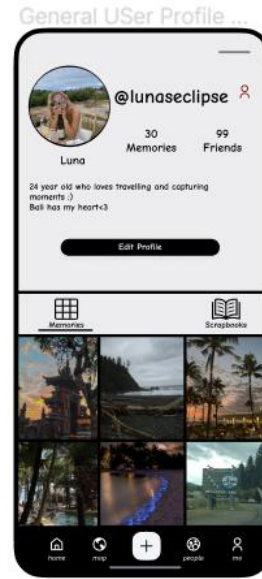 General USer Profile ...
@lunaseclipse
Luna
30
Memories
99
Friends
24 year old who loves travelling and capturing
moments :)
Bali has my heart<3
Edit Profile
Memories
Scrapbooks
home
map
people
me